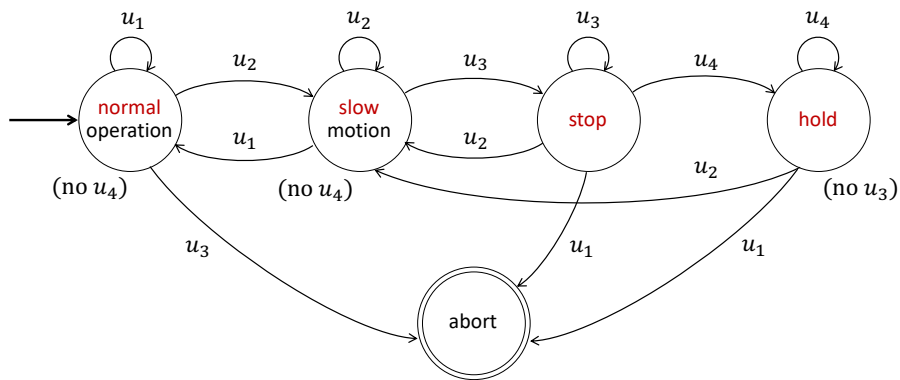 u₁
u₂
u₃
u₄
u₂
u₃
u₄
normal
operation
slow
motion
stop
hold
u₁
u₂
u₂
(no u₄)
(no u₄)
(no u₃)
u₃
u₁
u₁
abort